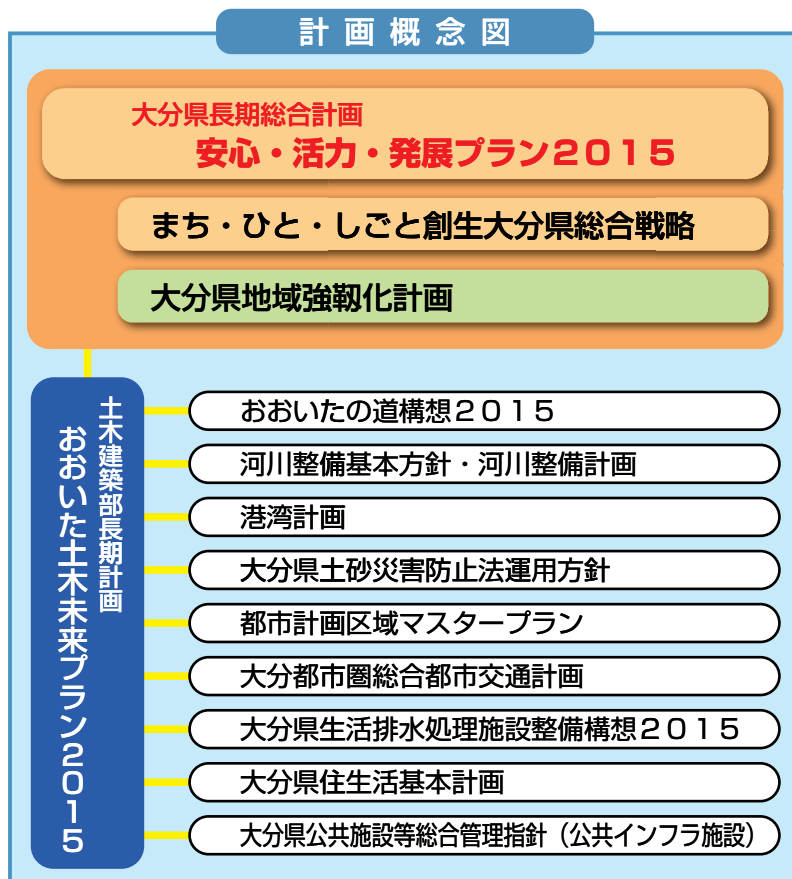 計画概念図
大分県長期総合計画
安心・活力・発展プラン２０１５
まち・ひと・しごと創生大分県総合戦略
大分県地域強靱化計画
土木建築部長期計画
おおいた土木未来プラン２０１５
おおいたの道構想２０１５
河川整備基本方針・河川整備計画
港湾計画
大分県土砂災害防止法運用方針
都市計画区域マスタープラン
大分都市圏総合都市交通計画
大分県生活排水処理施設整備構想２０１５
大分県住生活基本計画
大分県公共施設等総合管理指針（公共インフラ施設）